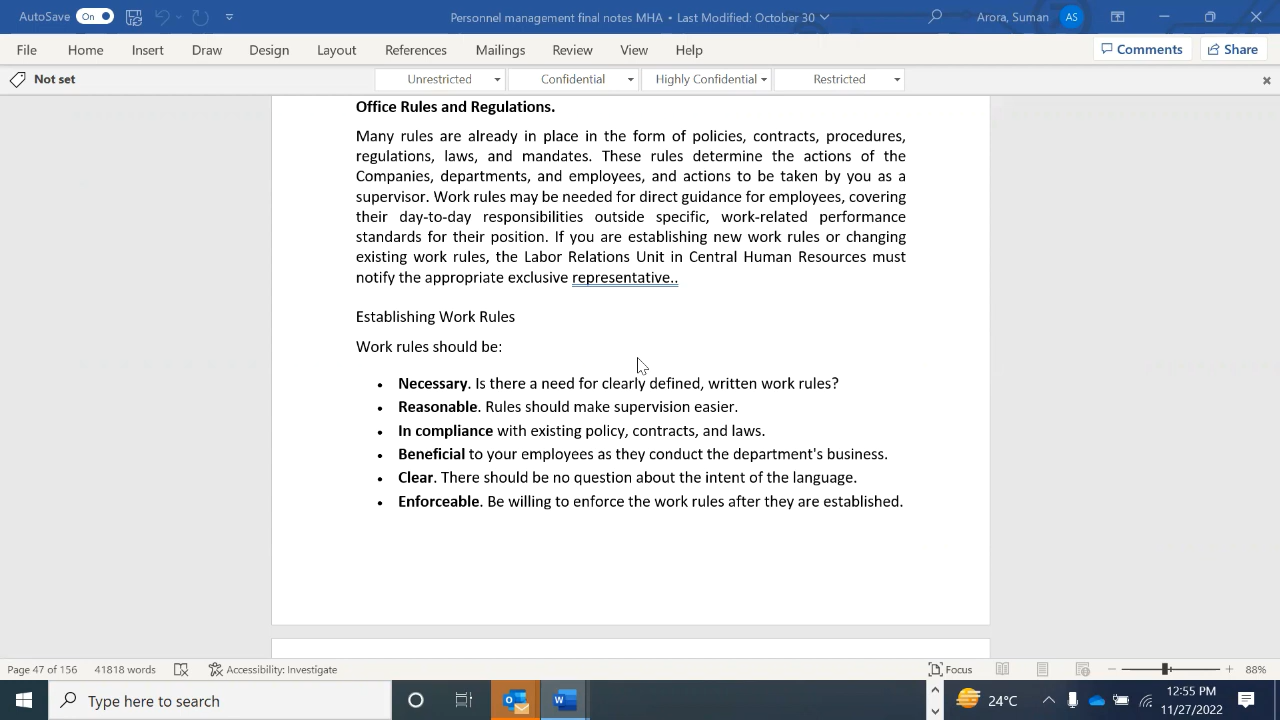 AutoSave On Personnel management final notes MHA • Last Modified: October 30 Arora, Suman AS
File Home Insert Draw Design Layout References Mailings Review View Help Comments Share
Not set Unrestricted Confidential Highly Confidential Restricted
Office Rules and Regulations.
Many rules are already in place in the form of policies, contracts, procedures,
regulations, laws, and mandates. These rules determine the actions of the
Companies, departments, and employees, and actions to be taken by you as a
supervisor. Work rules may be needed for direct guidance for employees, covering
their day-to-day responsibilities outside specific, work-related performance
standards for their position. If you are establishing new work rules or changing
existing work rules, the Labor Relations Unit in Central Human Resources must
notify the appropriate exclusive representative..
Establishing Work Rules
Work rules should be:
• Necessary. Is there a need for clearly defined, written work rules?
• Reasonable. Rules should make supervision easier.
• In compliance with existing policy, contracts, and laws.
• Beneficial to your employees as they conduct the department's business.
• Clear. There should be no question about the intent of the language.
• Enforceable. Be willing to enforce the work rules after they are established.
Page 47 of 156 41818 words Accessibility: Investigate Focus 88%
Type here to search 24°C 12:55 PM
11/27/2022